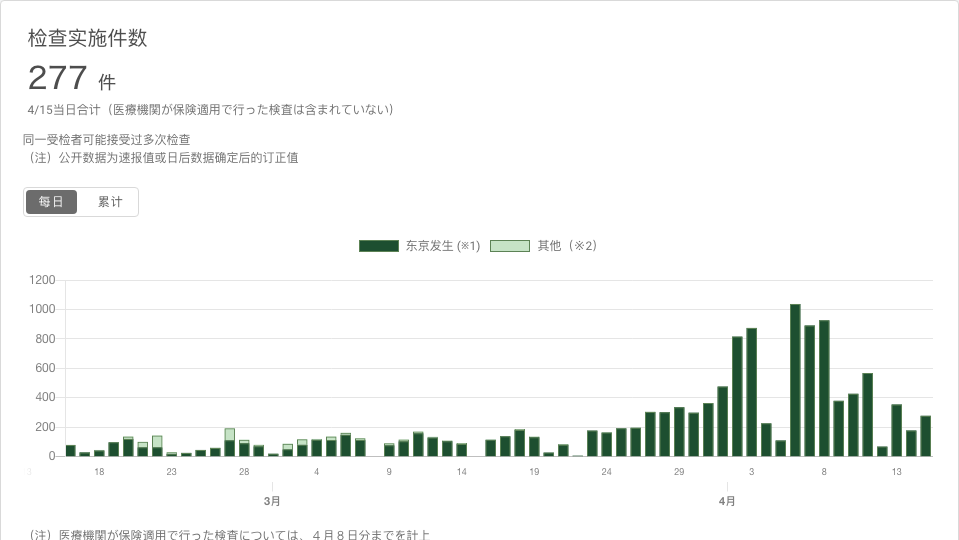 检查实施件数
277 件
4/15当日合计（医療機関が保険適用で行った検査は含まれていない）
同一受检者可能接受过多次检查
（注）公开数据为速报值或日后数据确定后的订正值
每日 累计
东京发生 (※1) 其他（※2）
1200
1000
800
600
400
200
0
3 18 23 28 4 9 14 19 24 29 3 8 13
3月 4月
（注）医療機関が保険適用で行った検査については、４月８日分までを計上